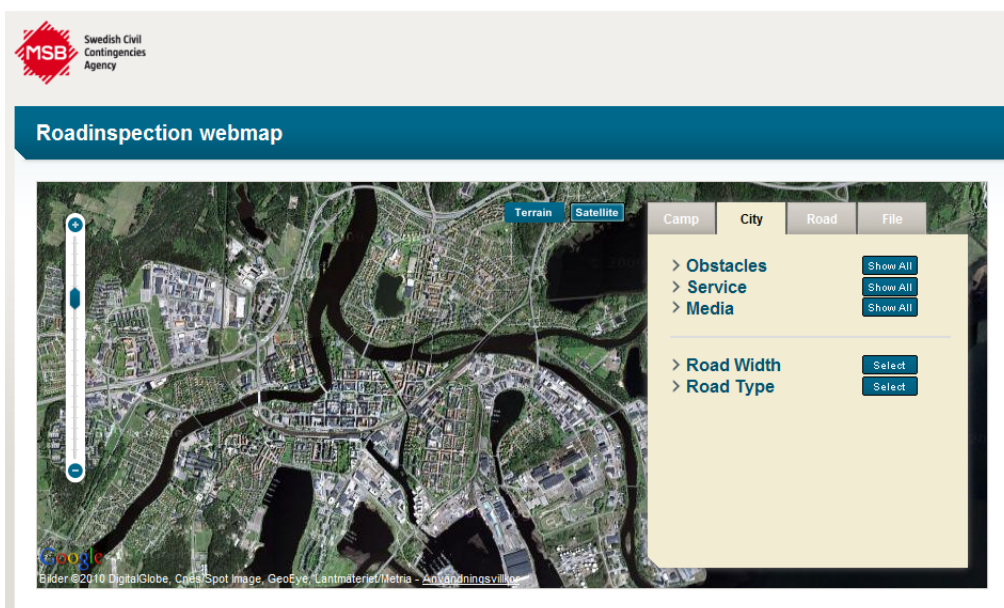 MSB
Swedish Civil
Contingencies
Agency
Roadinspection webmap
Terrain
Satellite
Camp
City
Road
File
> Obstacles
Show All
> Service
Show All
> Media
Show All
> Road Width
Select
> Road Type
Select
Google
Bilder ©2010 DigitalGlobe, Cnes/Spot Image, GeoEye, Lantmäteriet/Metria - Användningsvillkor